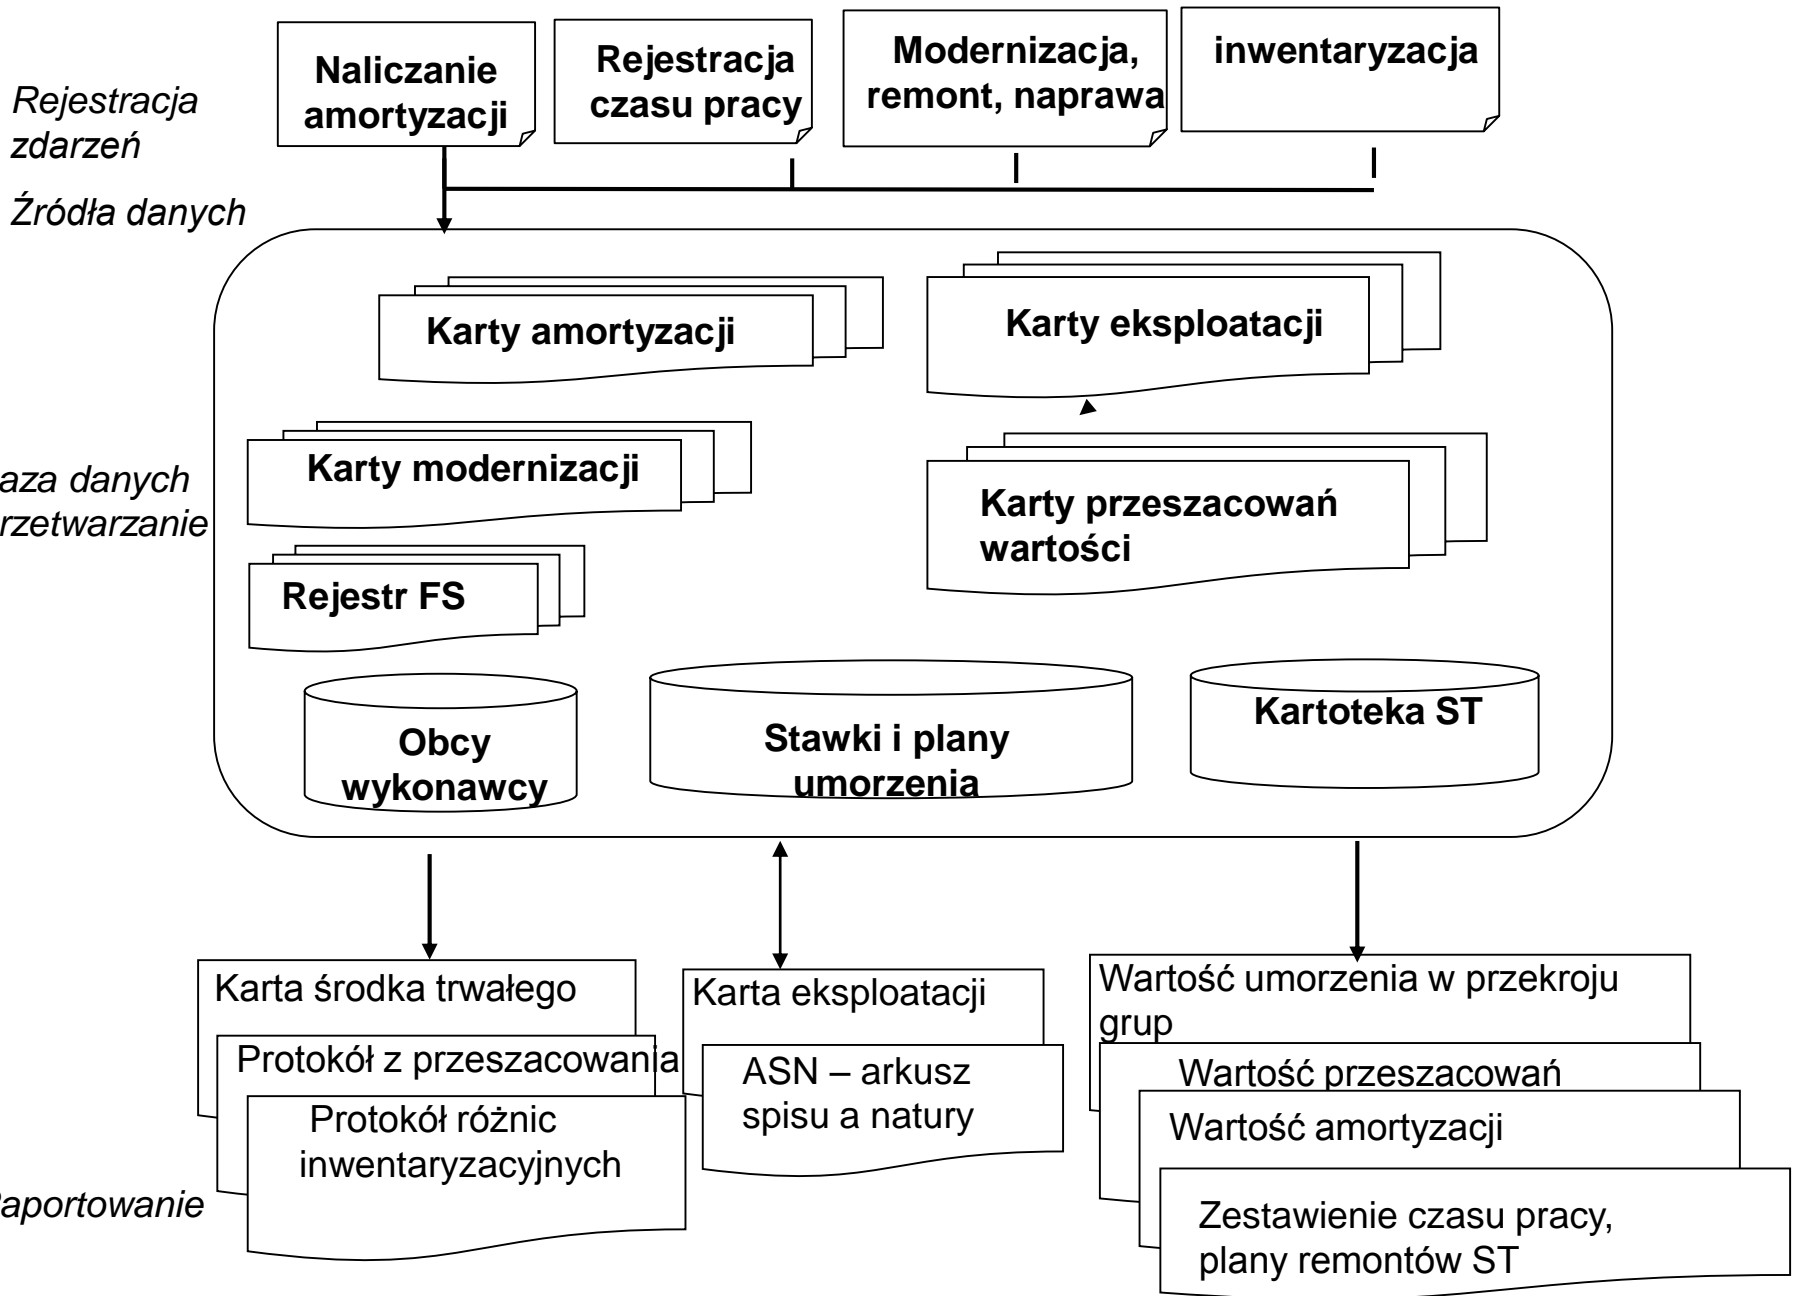 Naliczanie
amortyzacji
Rejestracja
czasu pracy
Modernizacja,
remont, naprawa
inwentaryzacja
Rejestracja
zdarzeń
Źródła danych
Karty amortyzacji
Karty eksploatacji
Karty modernizacji
Karty przeszacowań
wartości
aza danych
rzetwarzanie
Rejestr FS
Obcy
wykonawcy
Stawki i plany
umorzenia
Kartoteka ST
Karta środka trwałego
Protokół z przeszacowania
Protokół różnic
inwentaryzacyjnych
Karta eksploatacji
ASN – arkusz
spisu a natury
Wartość umorzenia w przekroju
grup
Wartość przeszacowań
Wartość amortyzacji
Zestawienie czasu pracy,
plany remontów ST
Raportowanie